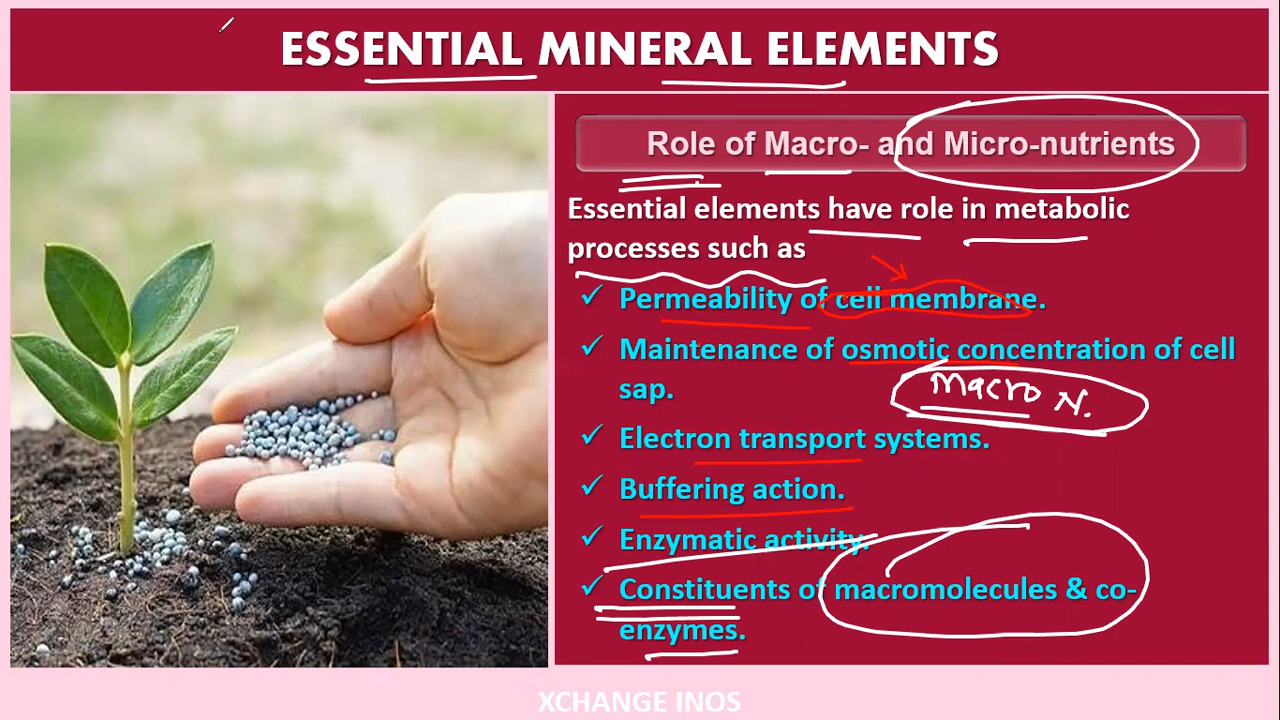 ESSENTIAL MINERAL ELEMENTS
Role of Macro- and Micro-nutrients
Essential elements have role in metabolic
processes such as
✓ Permeability of cell membrane.
✓ Maintenance of osmotic concentration of cell
sap.
Macro N.
✓ Electron transport systems.
✓ Buffering action.
✓ Enzymatic activity.
✓ Constituents of macromolecules & co-
enzymes.
XCHANGE INOS